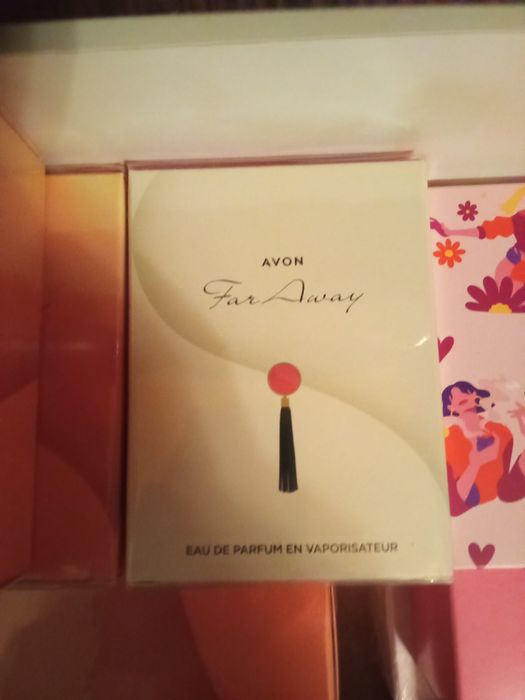 AVON
Far Away
EAU DE PARFUM EN VAPORISATEUR